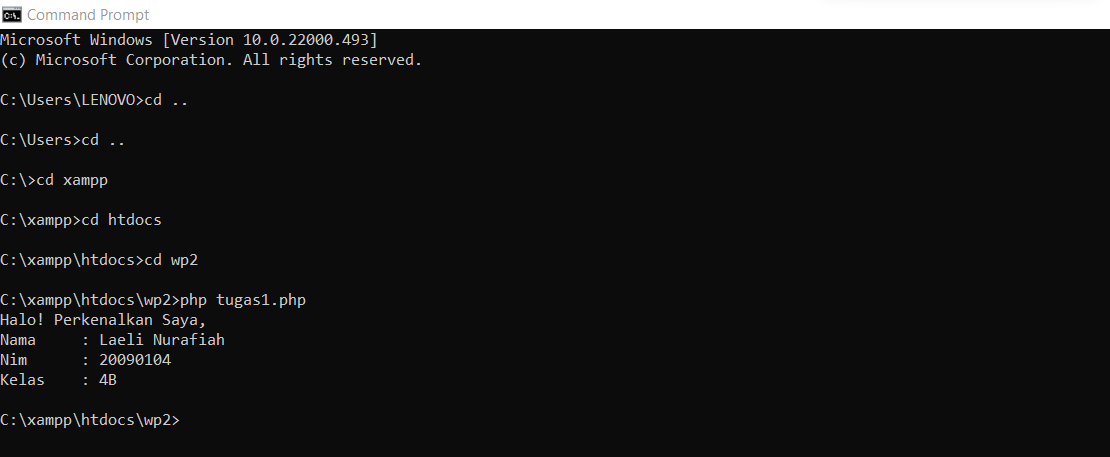 Command Prompt
Microsoft Windows [Version 10.0.22000.493]
(c) Microsoft Corporation. All rights reserved.
C:\Users\LENOVO>cd ..
C:\Users>cd ..
C:\>cd xampp
C:\xampp>cd htdocs
C:\xampp\htdocs>cd wp2
C:\xampp\htdocs\wp2>php tugas1.php
Halo! Perkenalkan Saya,
Nama     : Laeli Nurafiah
Nim      : 20090104
Kelas    : 4B
C:\xampp\htdocs\wp2>